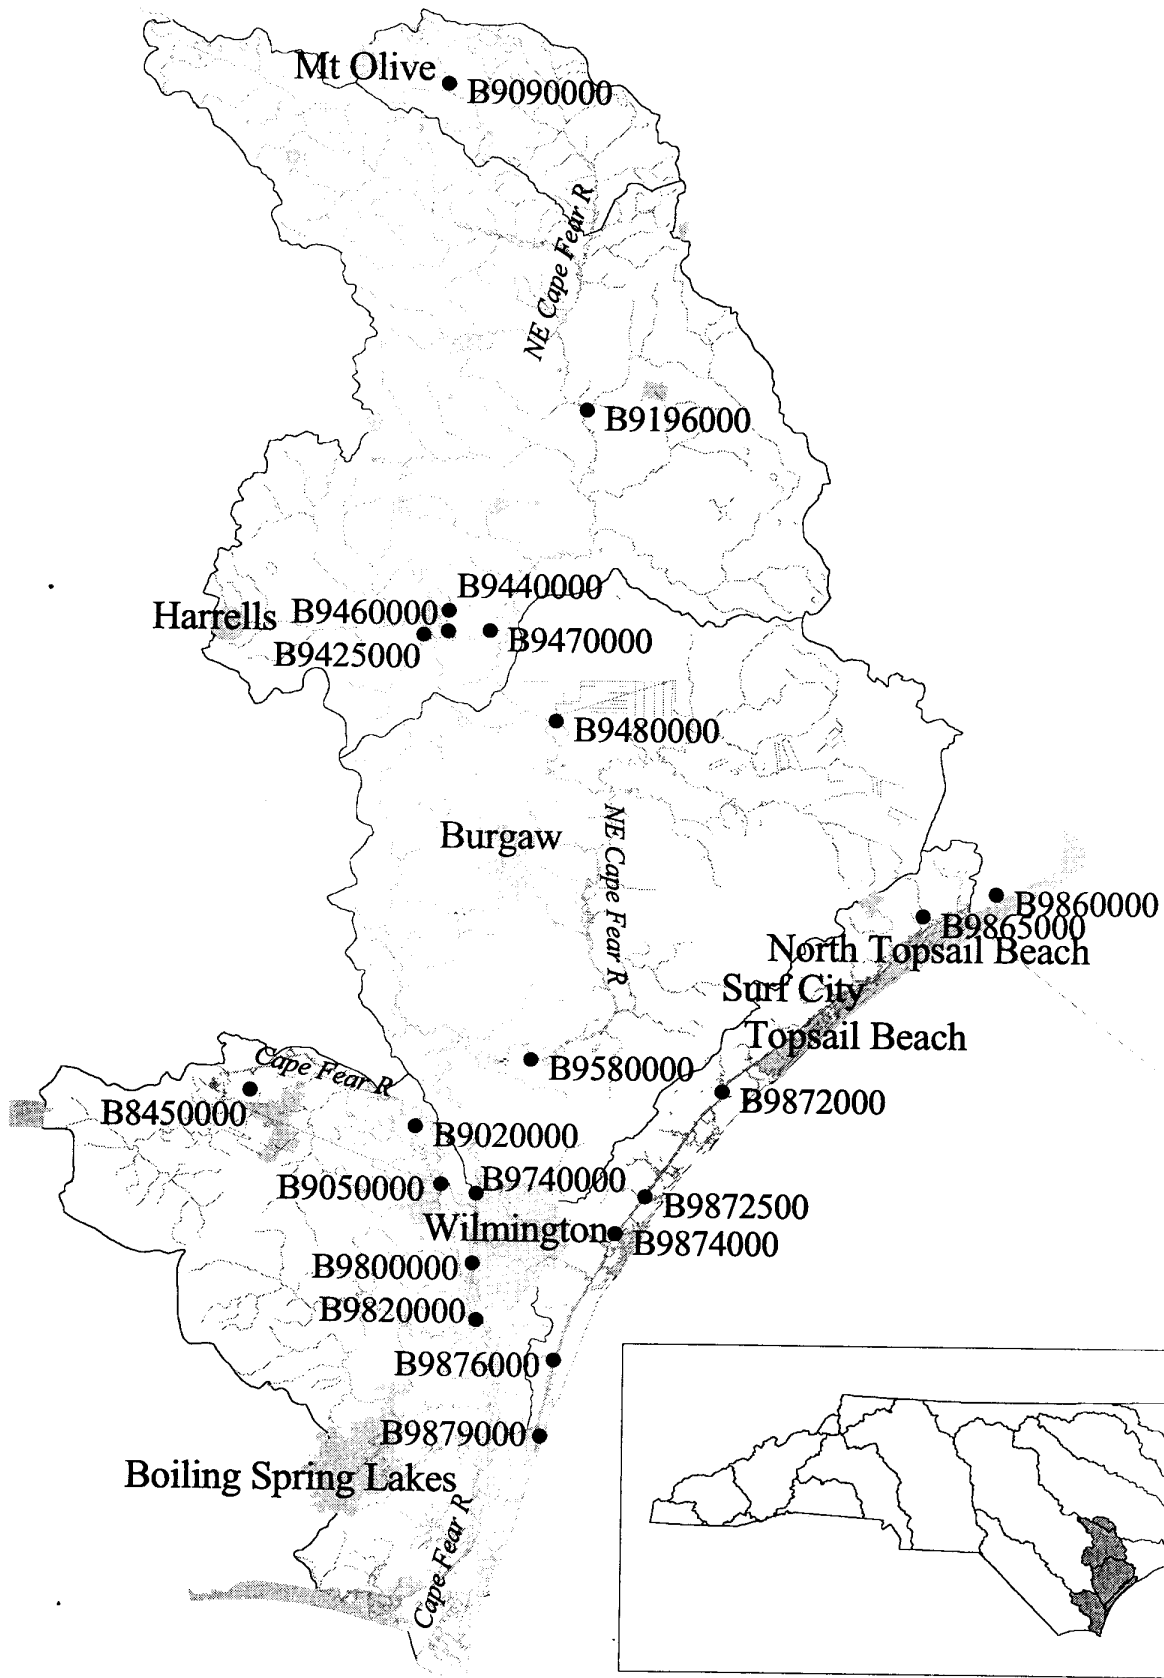 Mt Olive
B9090000
NE Cape Fear R
B9196000
B9440000
Harrells
B9460000
B9470000
B9425000
B9480000
NE Cape Fear R
Burgaw
B9860000
B9865000
North Topsail Beach
Surf City
Topsail Beach
Cape Fear R
B9580000
B8450000
B9872000
B9020000
B9050000
B9740000
B9872500
Wilmington
B9874000
B9800000
B9820000
B9876000
B9879000
Boiling Spring Lakes
Cape Fear R